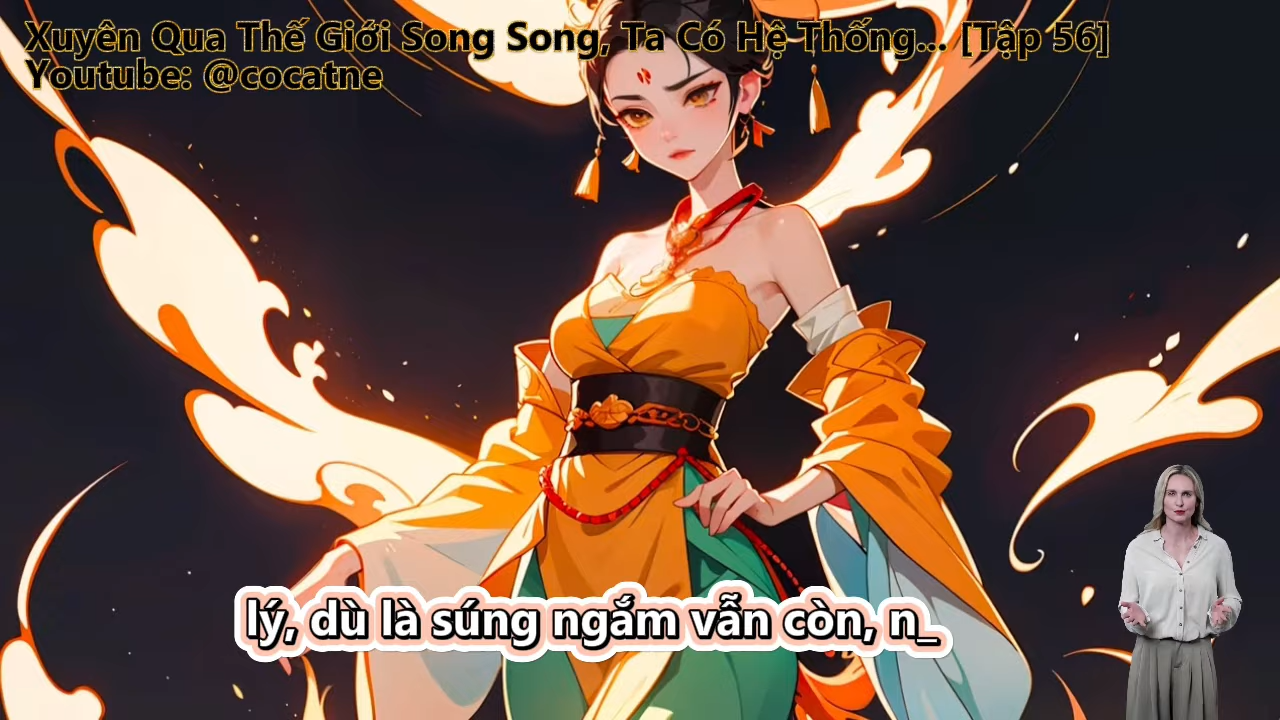 Xuyên Qua Thế Giới Song Song, Ta Có Hệ Thống... [Tập 56]
Youtube: @cocatne
lý, dù là súng ngắm vẫn còn, n_